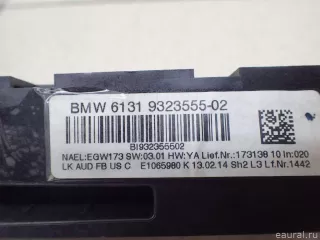 BMW 6131 9323555-02
BI932355502
NAEL:EGW173 SW:03.01 HW:YA Lief.Nr.:173138 10 In:020
LK AUD FB US C E1065980 K 13.02.14 Sh2 L3 Lf.Nr.1442
© eaural.ru